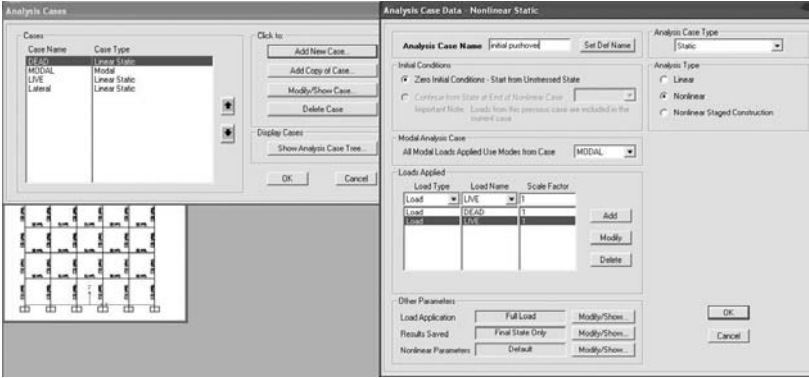 Analysis Cases
Cases
Case Name Case Type
DEAD Linear Static
MODAL Modal
LIVE Linear Static
Lateral Linear Static
Click to:
Add New Case...
Add Copy of Case...
Modify/Show Case...
Delete Case
Display Cases
Show Analysis Case Tree...
OK Cancel
Analysis Case Data - Nonlinear Static
Analysis Case Name initial pushover Set Def Name
Analysis Case Type
Static
Initial Conditions
Zero Initial Conditions - Start from Unstressed State
Continue from State at End of Nonlinear Case
Important Note: Loads from this previous case are included in the
current case
Analysis Type
Linear
Nonlinear
Nonlinear Staged Construction
Modal Analysis Case
All Modal Loads Applied Use Modes from Case MODAL
Loads Applied
Load Type Load Name Scale Factor
Load LIVE 1
Load DEAD 1
Load LIVE 1
Add
Modify
Delete
Other Parameters
Load Application Full Load Modify/Show...
Results Saved Final State Only Modify/Show...
Nonlinear Parameters Default Modify/Show...
OK
Cancel